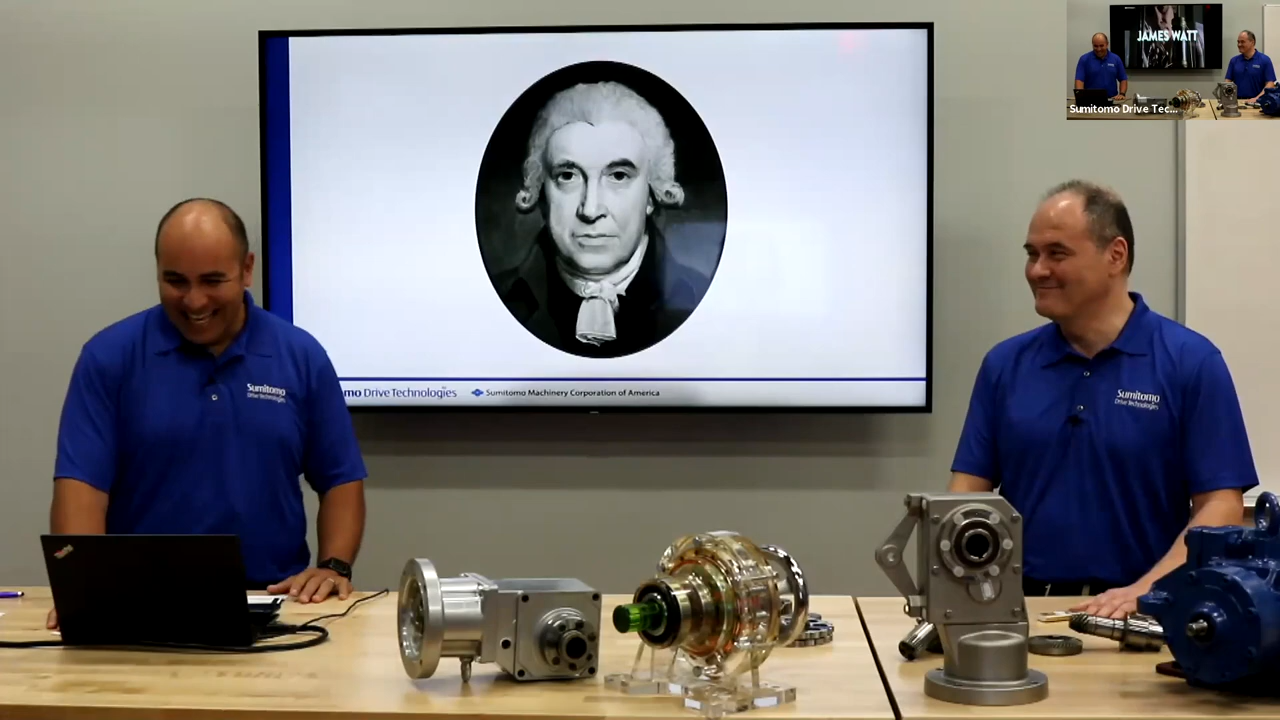 JAMES WATT
Sumitomo Drive Tec...
mo Drive Technologies
Sumitomo Machinery Corporation of America
Sumitomo
Drive Technologies
Sumitomo
Drive Technologies